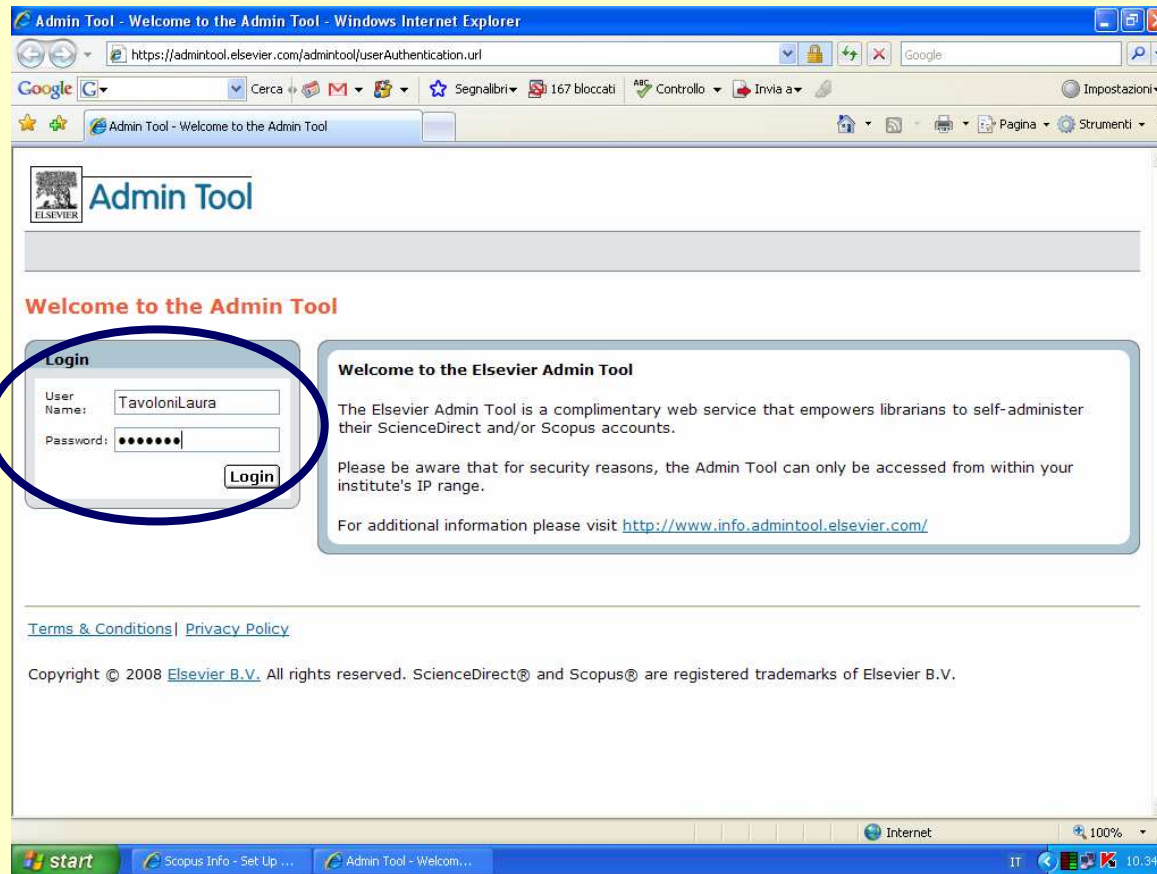 Admin Tool - Welcome to the Admin Tool - Windows Internet Explorer
https://admintool.elsevier.com/admintool/userAuthentication.url
Google
Google G Cerca Segnalibri 167 bloccati ABC Controllo Invia a Impostazioni
Admin Tool - Welcome to the Admin Tool
Pagina Strumenti
ELSEVIER
Admin Tool
Welcome to the Admin Tool
Login
User Name: TavoloniLaura
Password: •••••••
Login
Welcome to the Elsevier Admin Tool
The Elsevier Admin Tool is a complimentary web service that empowers librarians to self-administer
their ScienceDirect and/or Scopus accounts.
Please be aware that for security reasons, the Admin Tool can only be accessed from within your
institute's IP range.
For additional information please visit http://www.info.admintool.elsevier.com/
Terms & Conditions| Privacy Policy
Copyright © 2008 Elsevier B.V. All rights reserved. ScienceDirect® and Scopus® are registered trademarks of Elsevier B.V.
Internet 100%
start Scopus Info - Set Up ... Admin Tool - Welcom... IT 10.34